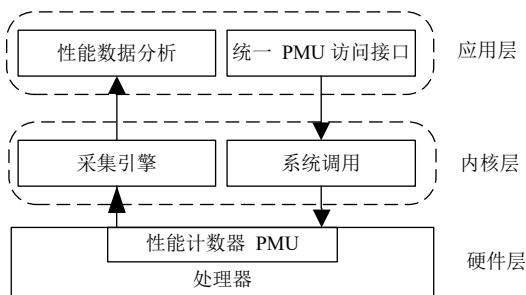 性能数据分析 统一 PMU 访问接口 应用层
采集引擎 系统调用 内核层
性能计数器 PMU
处理器 硬件层